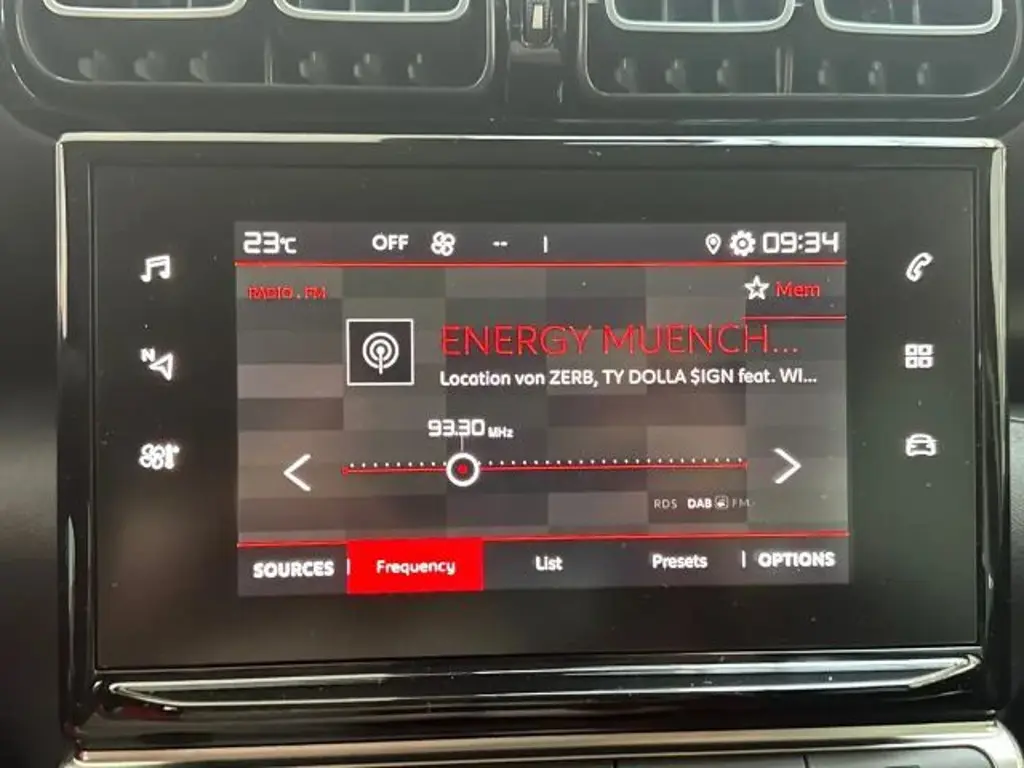 23°C OFF -- | 09:34
RADIO . FM
Mem
ENERGY MUENCH...
Location von ZERB, TY DOLLA $IGN feat. WI...
93.30 MHz
N
RDS DAB FM
SOURCES | Frequency List Presets | OPTIONS